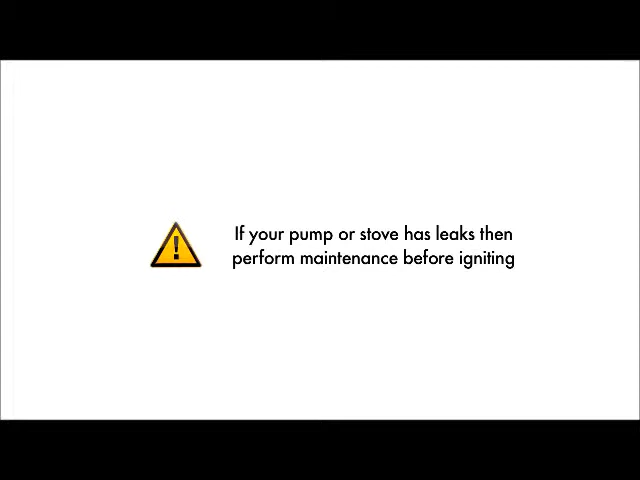 If your pump or stove has leaks then
perform maintenance before igniting